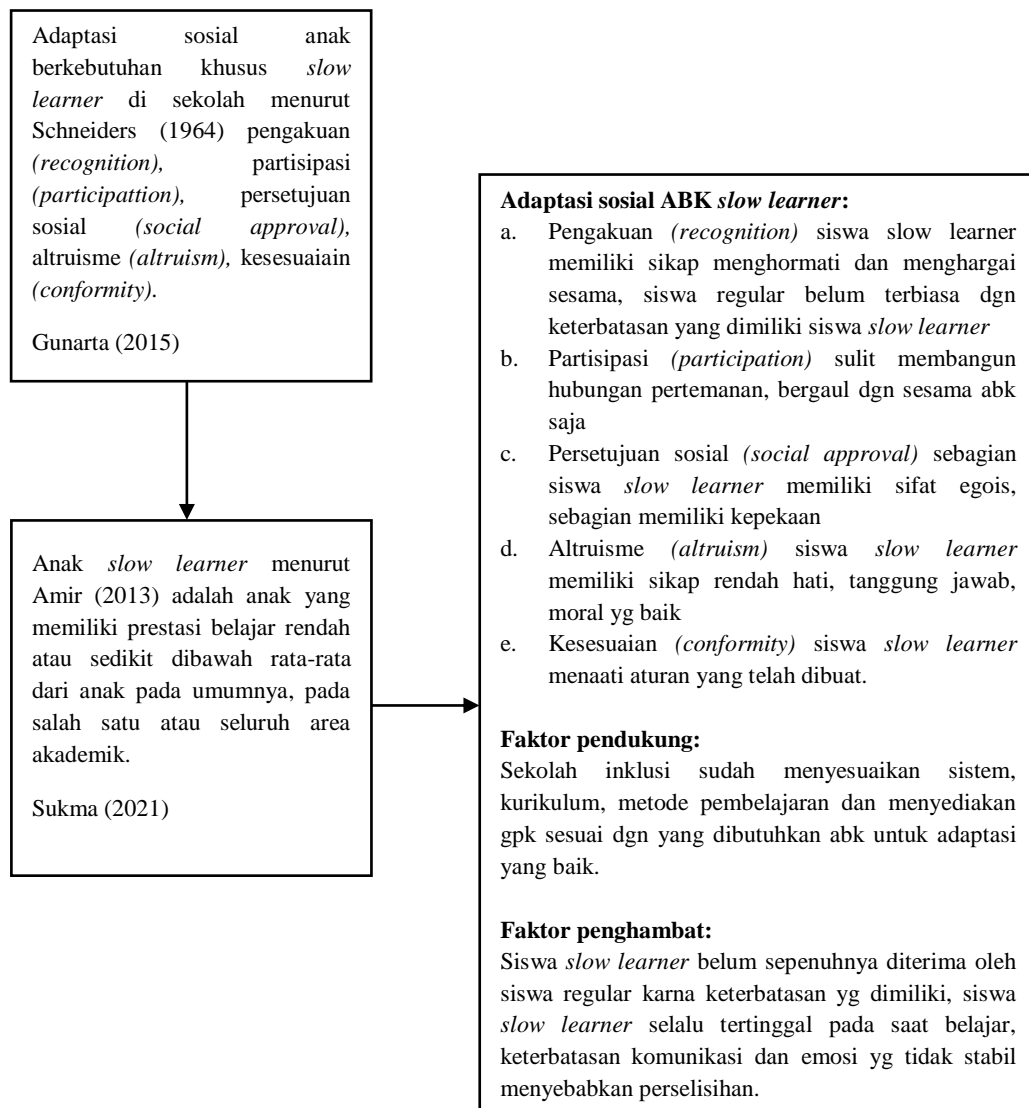 Adaptasi sosial anak
berkebutuhan khusus slow
learner di sekolah menurut
Schneiders (1964) pengakuan
(recognition), partisipasi
(participattion), persetujuan
sosial (social approval),
altruisme (altruism), kesesuaiain
(conformity).
Gunarta (2015)
Anak slow learner menurut
Amir (2013) adalah anak yang
memiliki prestasi belajar rendah
atau sedikit dibawah rata-rata
dari anak pada umumnya, pada
salah satu atau seluruh area
akademik.
Sukma (2021)
Adaptasi sosial ABK slow learner:
a. Pengakuan (recognition) siswa slow learner
memiliki sikap menghormati dan menghargai
sesama, siswa regular belum terbiasa dgn
keterbatasan yang dimiliki siswa slow learner
b. Partisipasi (participation) sulit membangun
hubungan pertemanan, bergaul dgn sesama abk
saja
c. Persetujuan sosial (social approval) sebagian
siswa slow learner memiliki sifat egois,
sebagian memiliki kepekaan
d. Altruisme (altruism) siswa slow learner
memiliki sikap rendah hati, tanggung jawab,
moral yg baik
e. Kesesuaian (conformity) siswa slow learner
menaati aturan yang telah dibuat.
Faktor pendukung:
Sekolah inklusi sudah menyesuaikan sistem,
kurikulum, metode pembelajaran dan menyediakan
gpk sesuai dgn yang dibutuhkan abk untuk adaptasi
yang baik.
Faktor penghambat:
Siswa slow learner belum sepenuhnya diterima oleh
siswa regular karna keterbatasan yg dimiliki, siswa
slow learner selalu tertinggal pada saat belajar,
keterbatasan komunikasi dan emosi yg tidak stabil
menyebabkan perselisihan.